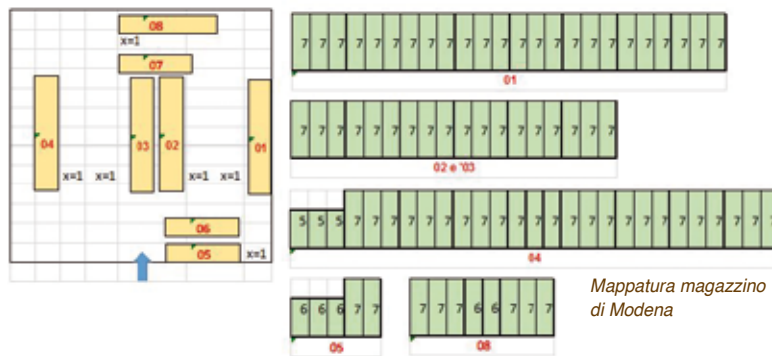 08
x=1
07
04
03
02
01
x=1 x=1 x=1 x=1
06
05 x=1
7 7 7 7 7 7 7 7 7 7 7 7 7 7 7 7 7 7 7 7 7 7 7 7
01
7 7 7 7 7 7 7 7 7 7 7 7 7 7 7 7 7 7
02 e '03
5 5 5 7 7 7 7 7 7 7 7 7 7 7 7 7 7 7 7 7 7 7 7 7 7 7 7
04
6 6 6 7 7
05
7 7 7 6 6 7 7 7
08
Mappatura magazzino
di Modena